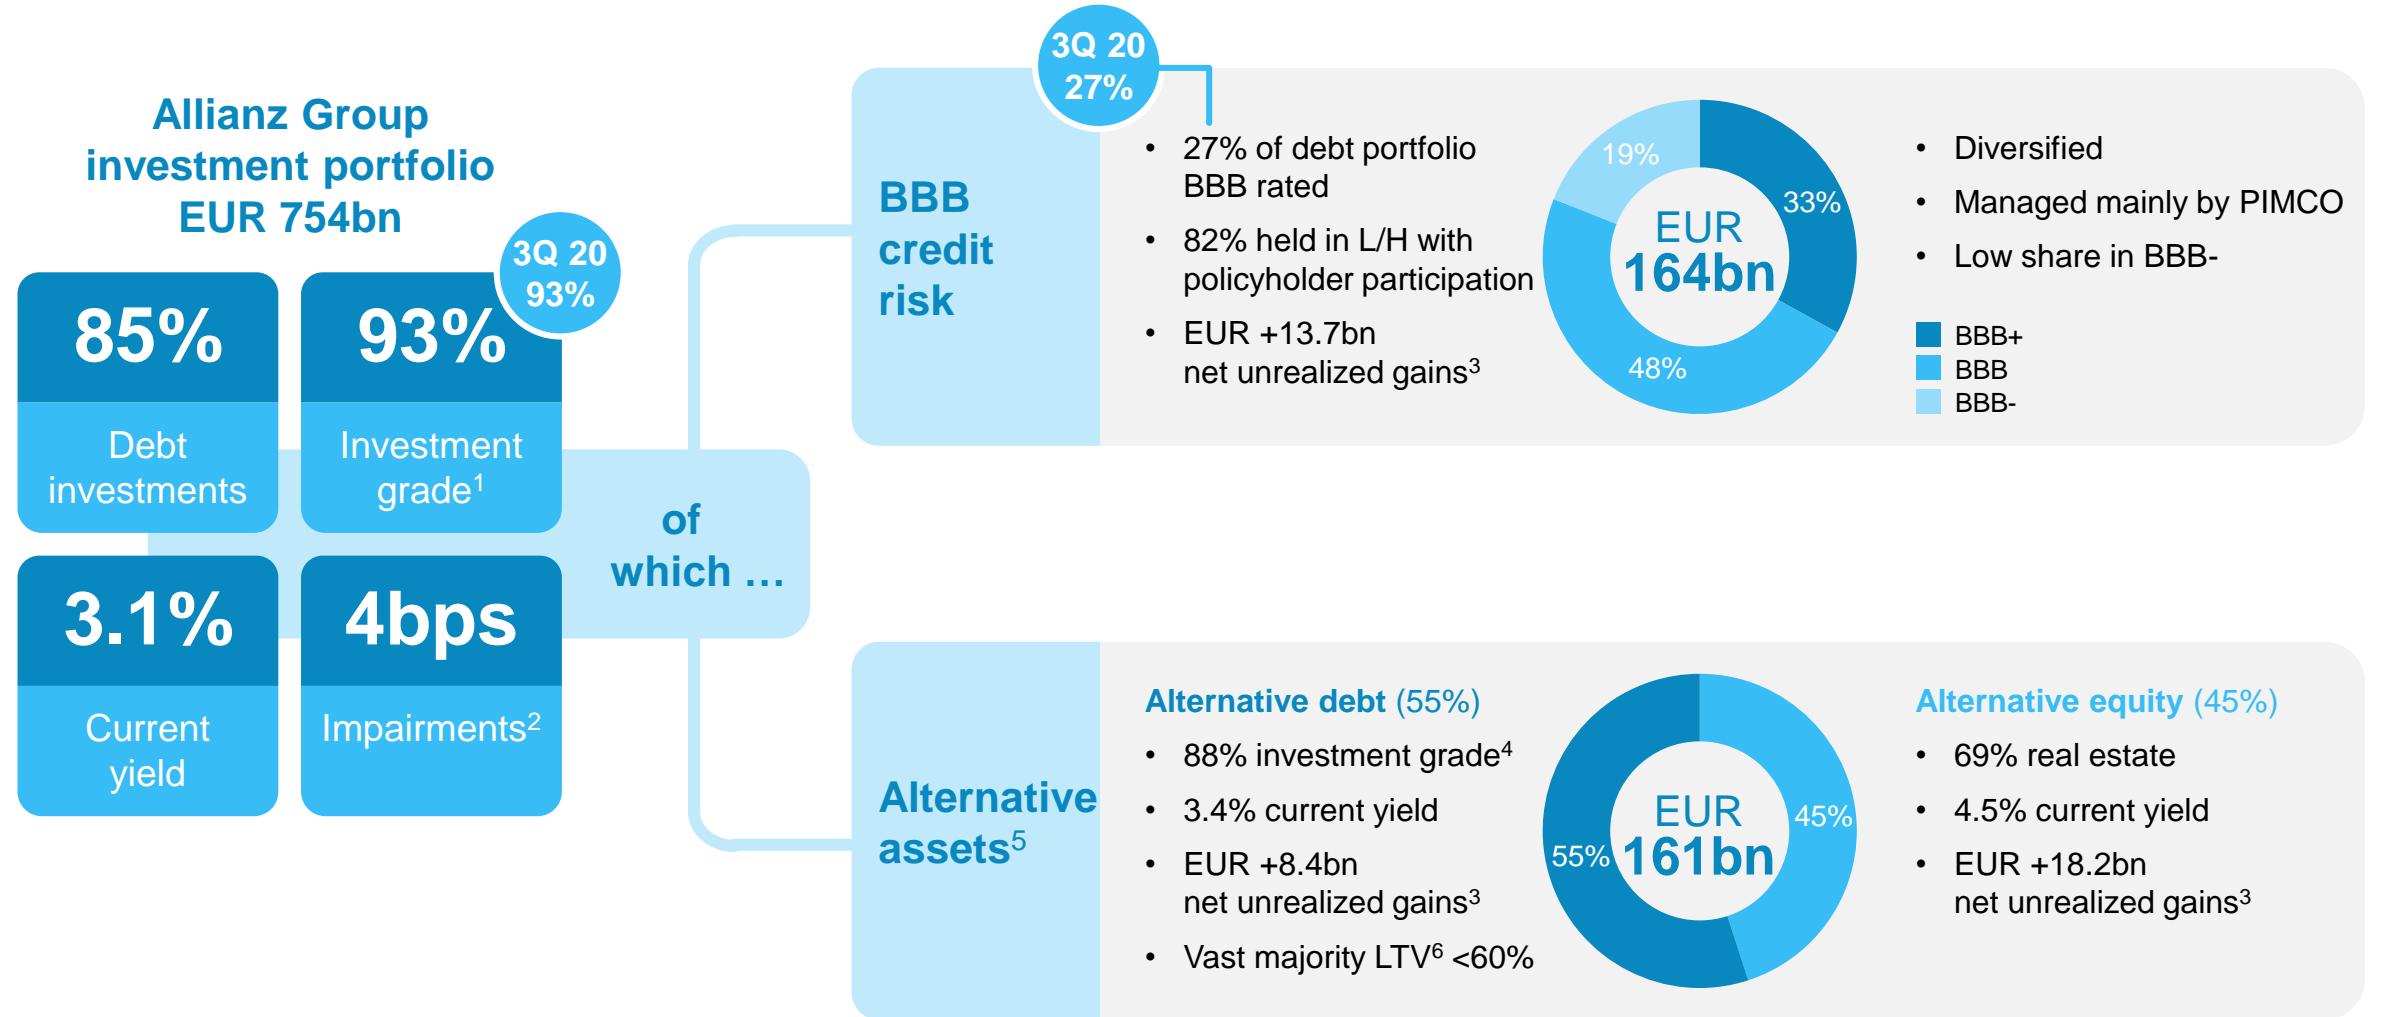 Allianz Group
investment portfolio
EUR 754bn
85%
Debt
investments
3Q 20
93%
93%
Investment
grade1
3.1%
Current
yield
4bps
Impairments2
of
which …
3Q 20
27%
BBB
credit
risk
• 27% of debt portfolio
BBB rated
• 82% held in L/H with
policyholder participation
• EUR +13.7bn
net unrealized gains3
19%
33%
48%
EUR
164bn
• Diversified
• Managed mainly by PIMCO
• Low share in BBB-
BBB+
BBB
BBB-
Alternative
assets5
Alternative debt (55%)
• 88% investment grade4
• 3.4% current yield
• EUR +8.4bn
net unrealized gains3
• Vast majority LTV6 <60%
55%
EUR
161bn
45%
Alternative equity (45%)
• 69% real estate
• 4.5% current yield
• EUR +18.2bn
net unrealized gains3